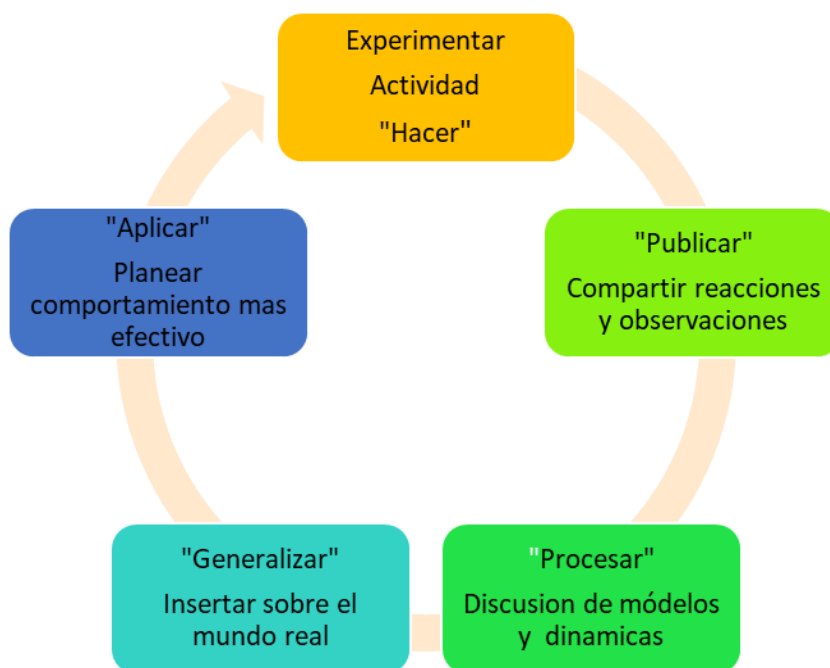 Experimentar
Actividad
"Hacer"
"Publicar"
Compartir reacciones
y observaciones
"Procesar"
Discusion de módelos
y dinamicas
"Generalizar"
Insertar sobre el
mundo real
"Aplicar"
Planear
comportamiento mas
efectivo